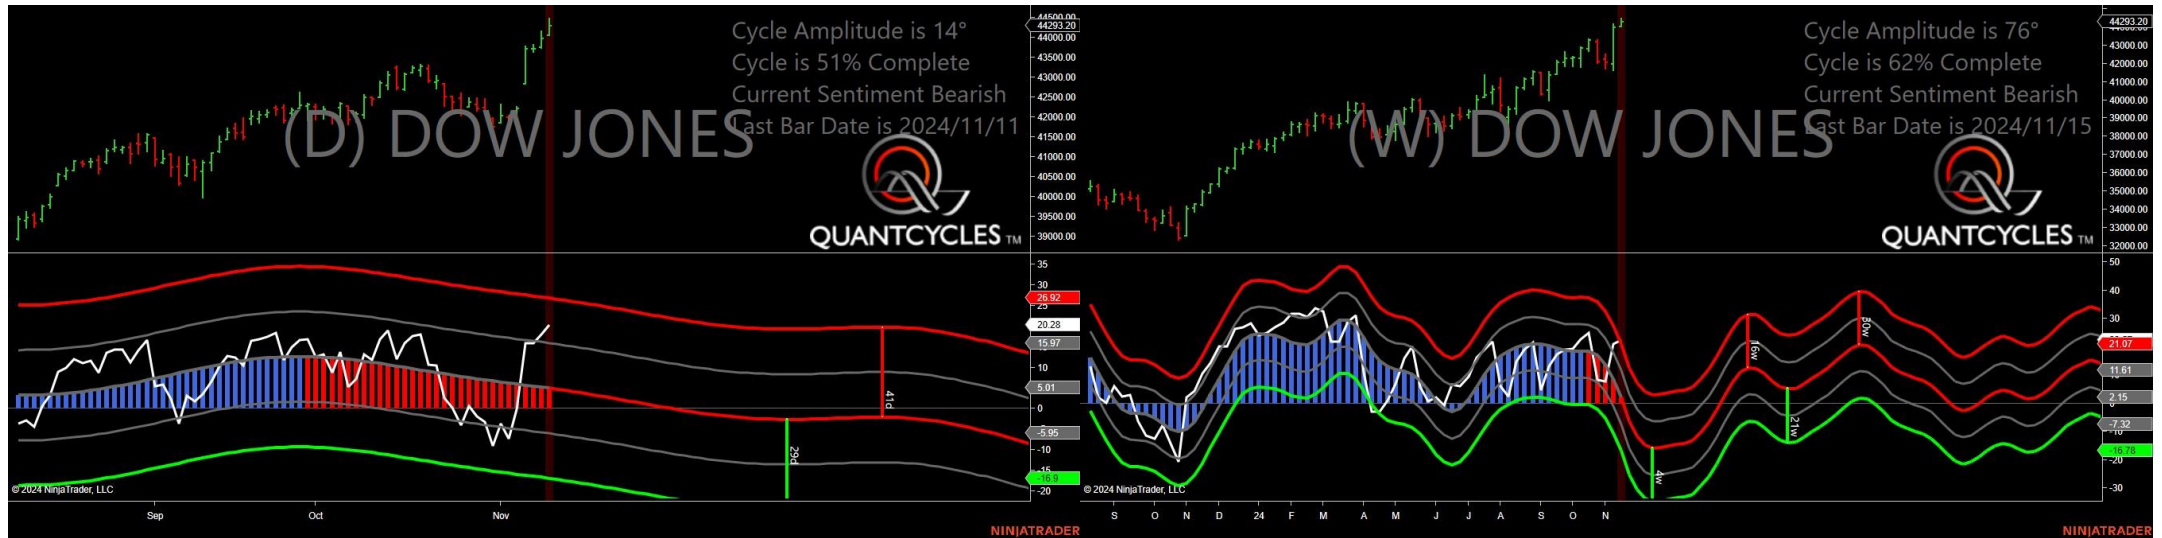 Cycle Amplitude is 14°
Cycle is 51% Complete
Current Sentiment Bearish
Last Bar Date is 2024/11/11
(D) DOW JONES
QUANTCYCLES TM
44500.00
44293.20
44000.00
43500.00
43000.00
42500.00
42000.00
41500.00
41000.00
40500.00
40000.00
39500.00
39000.00
35
30
26.92
25
20.28
15.97
10
5.01
0
-5.95
-10
-15
-16.9
-20
41d
29d
© 2024 NinjaTrader, LLC
Sep
Oct
Nov
NINJATRADER
Cycle Amplitude is 76°
Cycle is 62% Complete
Current Sentiment Bearish
Last Bar Date is 2024/11/15
(W) DOW JONES
QUANTCYCLES TM
44293.20
43000.00
42000.00
41000.00
40000.00
39000.00
38000.00
37000.00
36000.00
35000.00
34000.00
33000.00
32000.00
50
40
30
21.07
11.61
2.15
0
-7.32
-10
-16.78
-20
-30
16w
30w
21w
4w
© 2024 NinjaTrader, LLC
S O N D 24 F M A M J J A S O N
NINJATRADER